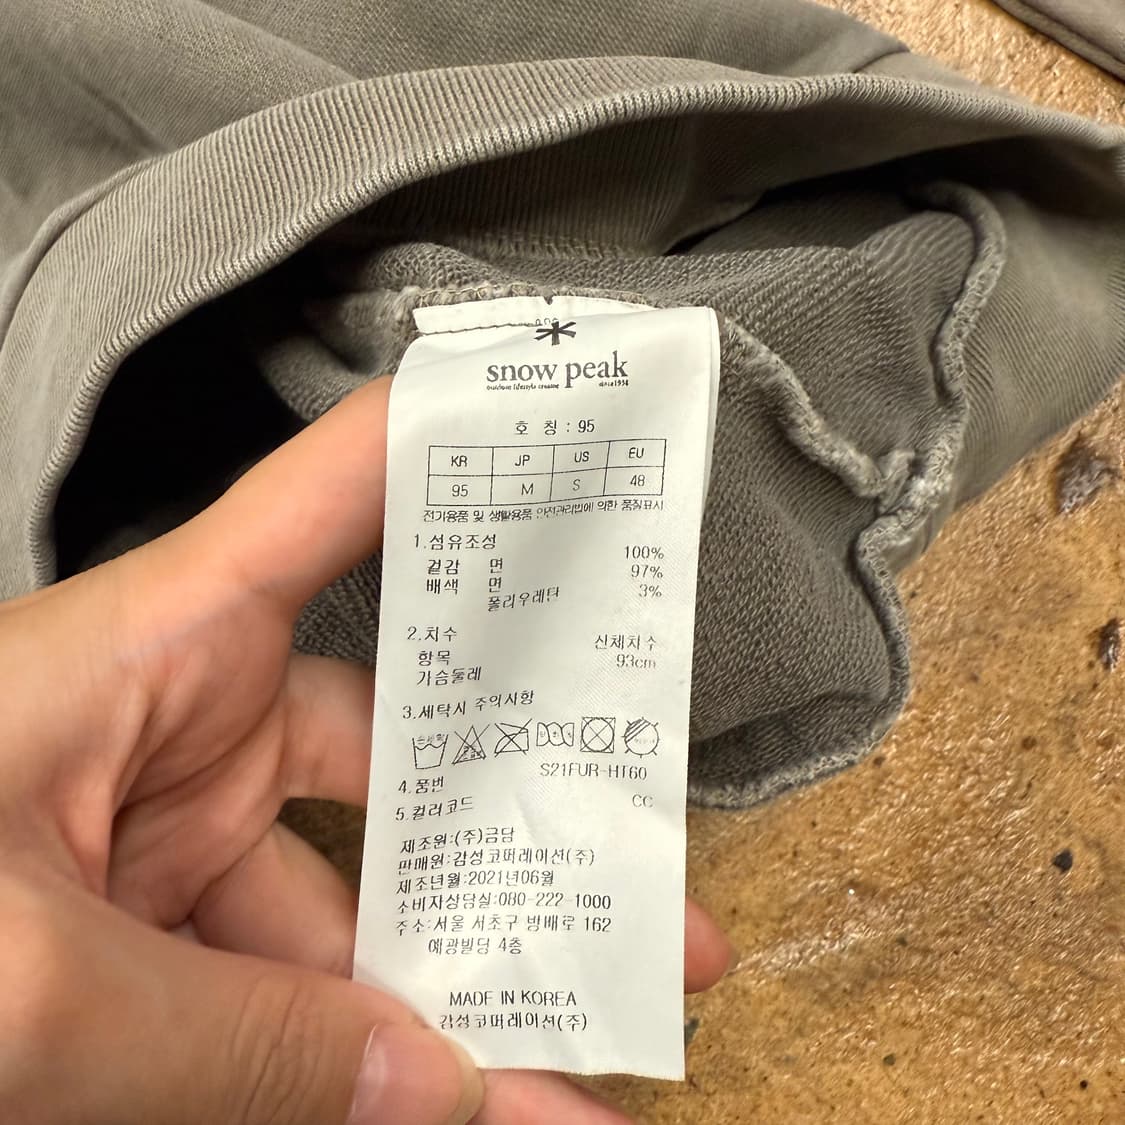 snow peak
outdoor lifestyle creator since1958
호 칭 : 95
KR JP US EU
95 M S 48
전기용품 및 생활용품 안전관리법에 의한 품질표시
1.섬유조성
겉감 면 100%
배색 면 97%
폴리우레탄 3%
2.치수
항목 신체치수
가슴둘레 93cm
3.세탁시 주의사항
4.품번 S21FUR-HT60
5.컬러코드 CC
제조원:(주)금담
판매원:감성코퍼레이션(주)
제조년월:2021년06월
소비자상담실:080-222-1000
주소:서울 서초구 방배로 162
예광빌딩 4층
MADE IN KOREA
감성코퍼레이션(주)